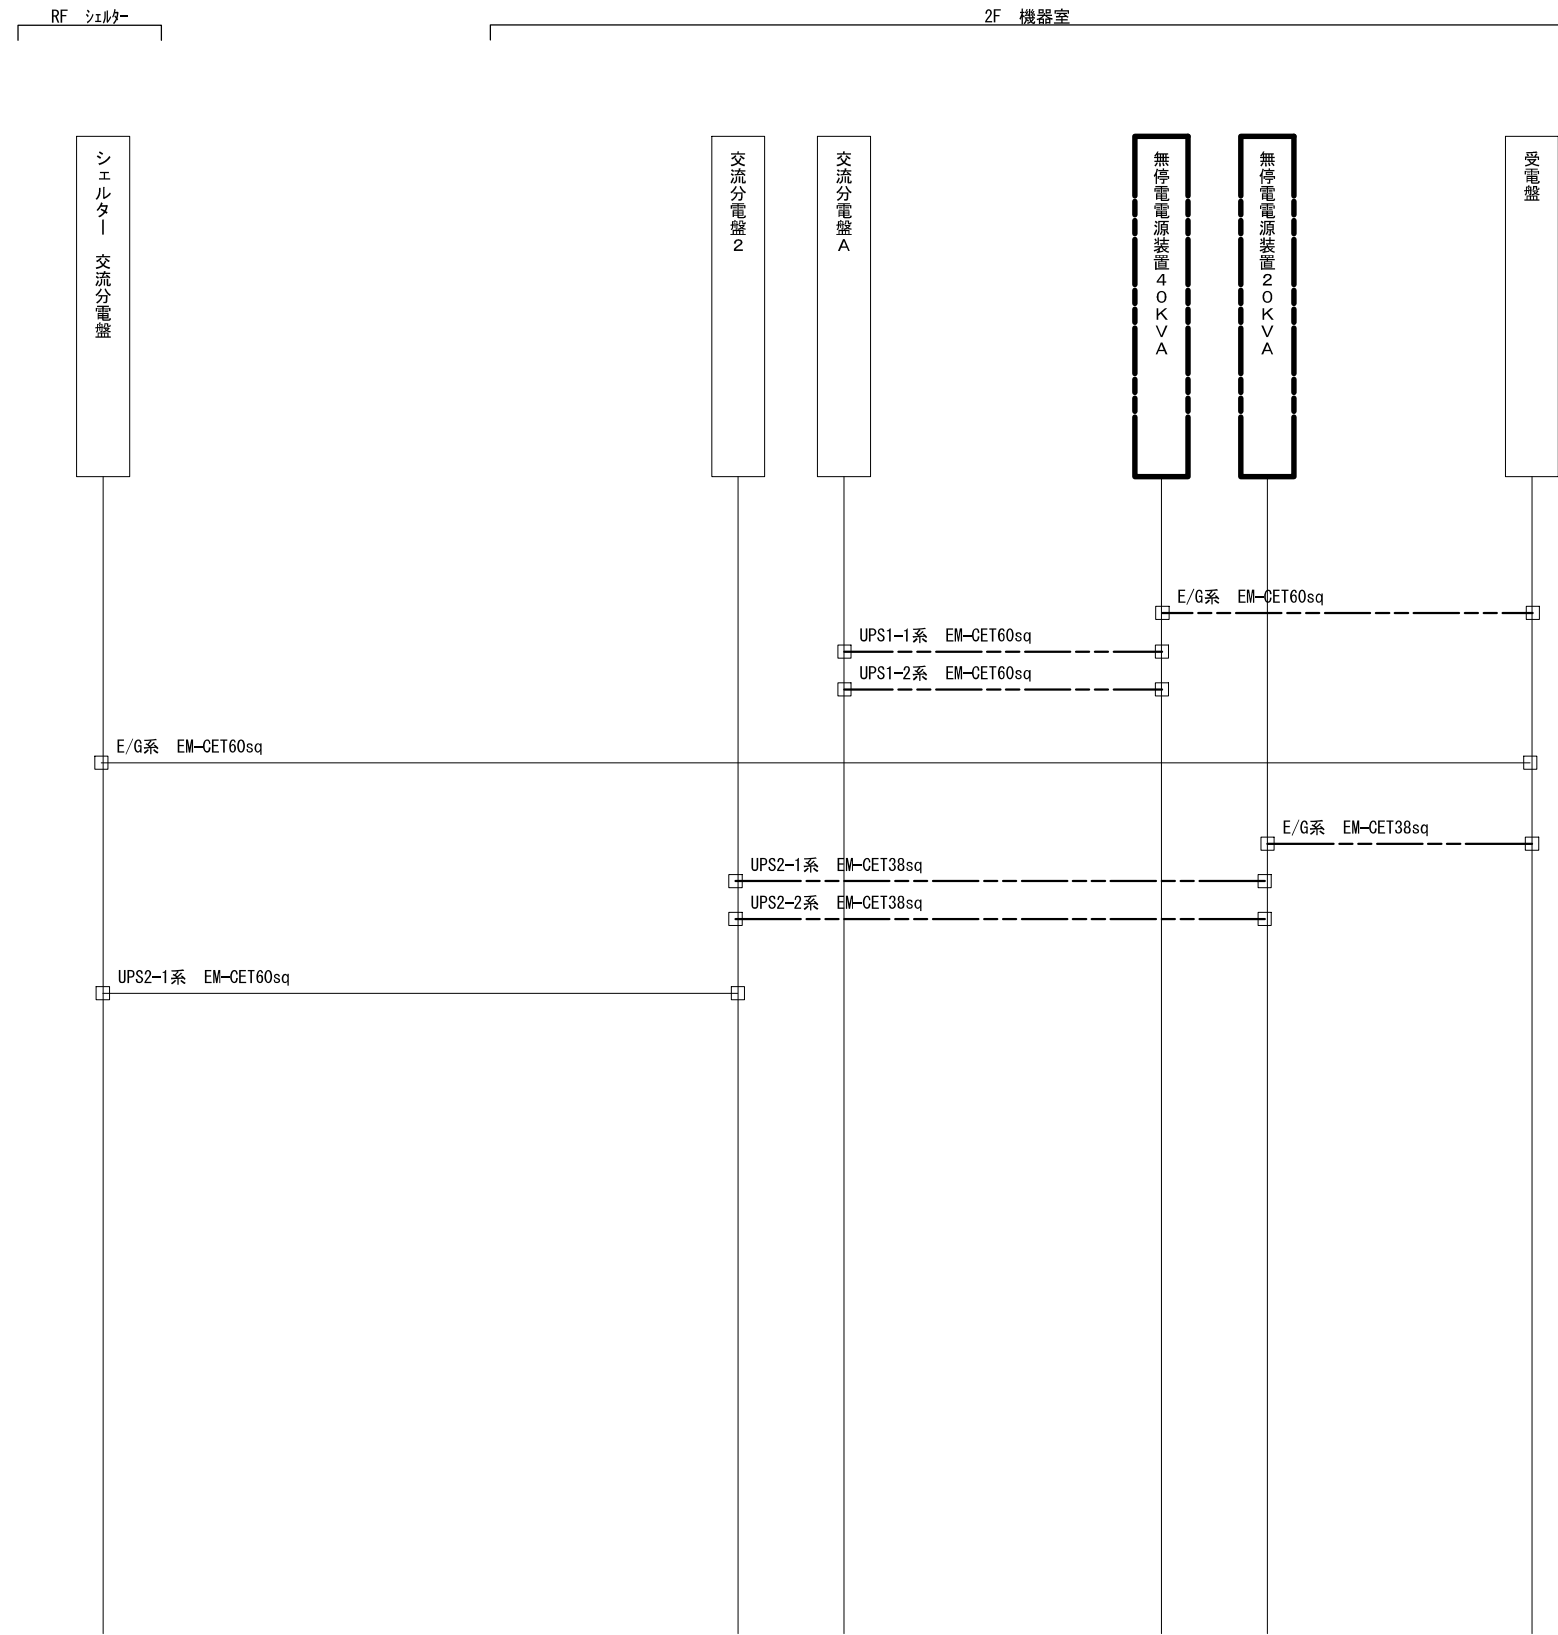 RF ｼｪﾙﾀｰ
2F 機器室
シェルター 交流分電盤
交流分電盤2
交流分電盤A
無停電電源装置40KVA
無停電電源装置20KVA
受電盤
E/G系 EM-CET60sq
UPS1-1系 EM-CET60sq
UPS1-2系 EM-CET60sq
E/G系 EM-CET60sq
E/G系 EM-CET38sq
UPS2-1系 EM-CET38sq
UPS2-2系 EM-CET38sq
UPS2-1系 EM-CET60sq